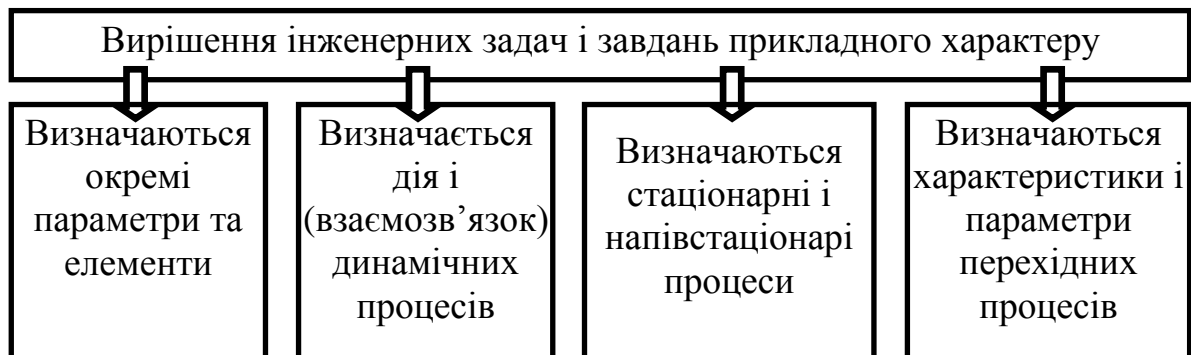 Вирішення інженерних задач і завдань прикладного характеру
Визначаються
окремі
параметри та
елементи
Визначається
дія і
(взаємозв’язок)
динамічних
процесів
Визначаються
стаціонарні і
напівстаціонарі
процеси
Визначаються
характеристики і
параметри
перехідних
процесів